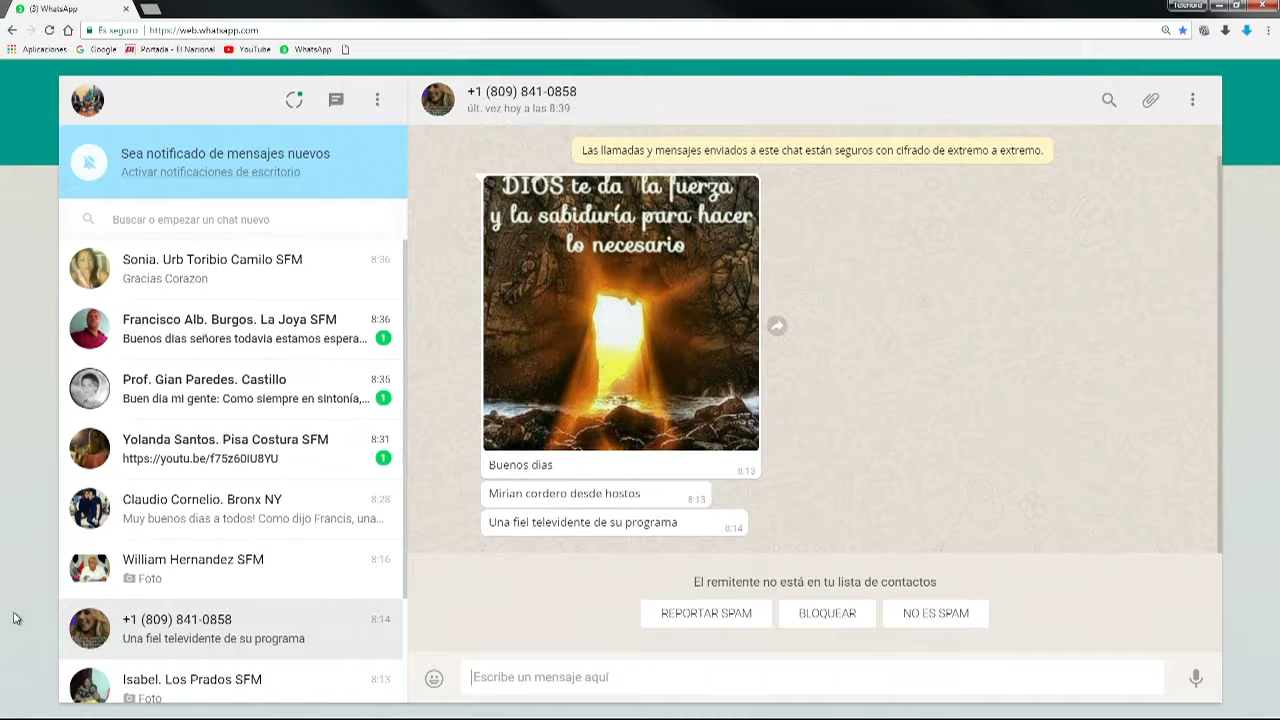 (3) WhatsApp
Telenord
Es seguro
https://web.whatsapp.com
Aplicaciones
Google
Portada - El Nacional
YouTube
WhatsApp
+1 (809) 841-0858
últ. vez hoy a las 8:39
Sea notificado de mensajes nuevos
Activar notificaciones de escritorio
Buscar o empezar un chat nuevo
Sonia. Urb Toribio Camilo SFM
8:36
Gracias Corazon
Francisco Alb. Burgos. La Joya SFM
8:36
Buenos dias señores todavia estamos espera...
1
Prof. Gian Paredes. Castillo
8:35
Buen dia mi gente: Como siempre en sintonía,...
1
Yolanda Santos. Pisa Costura SFM
8:31
https://youtu.be/f75z60iU8YU
1
Claudio Cornelio. Bronx NY
8:28
Muy buenos dias a todos! Como dijo Francis, una...
William Hernandez SFM
8:16
Foto
+1 (809) 841-0858
8:14
Una fiel televidente de su programa
Isabel. Los Prados SFM
8:13
Foto
Las llamadas y mensajes enviados a este chat están seguros con cifrado de extremo a extremo.
DIOS te da la fuerza
y la sabiduría para hacer
lo necesario
Buenos dias
8:13
Mirian cordero desde hostos
8:13
Una fiel televidente de su programa
8:14
El remitente no está en tu lista de contactos
REPORTAR SPAM
BLOQUEAR
NO ES SPAM
Escribe un mensaje aquí